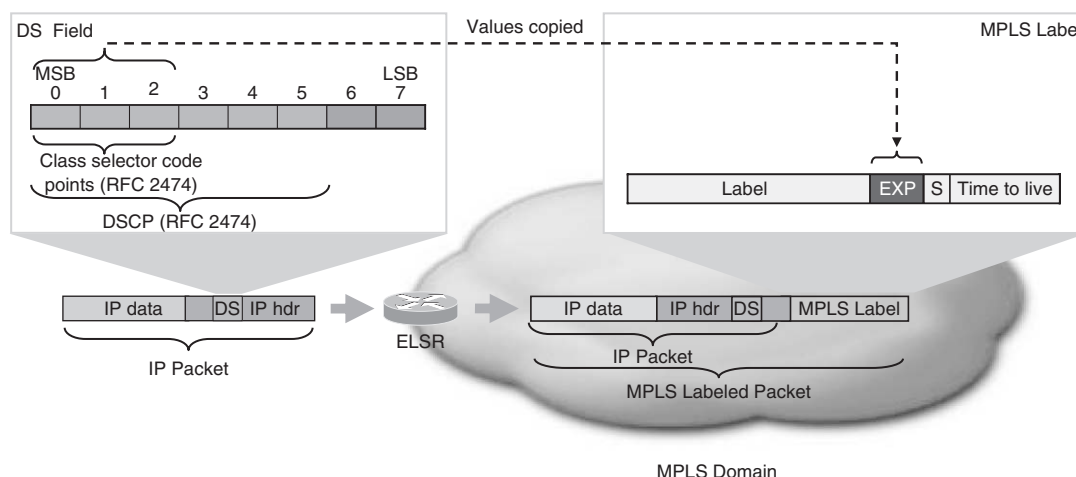 DS Field
Values copied
MPLS Label
MSB
LSB
0 1 2 3 4 5 6 7
Class selector code
points (RFC 2474)
DSCP (RFC 2474)
Label EXP S Time to live
IP data DS IP hdr
ELSR
IP data IP hdr DS MPLS Label
IP Packet
IP Packet
MPLS Labeled Packet
MPLS Domain